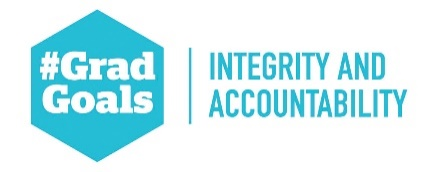 #Grad
Goals
INTEGRITY AND
ACCOUNTABILITY